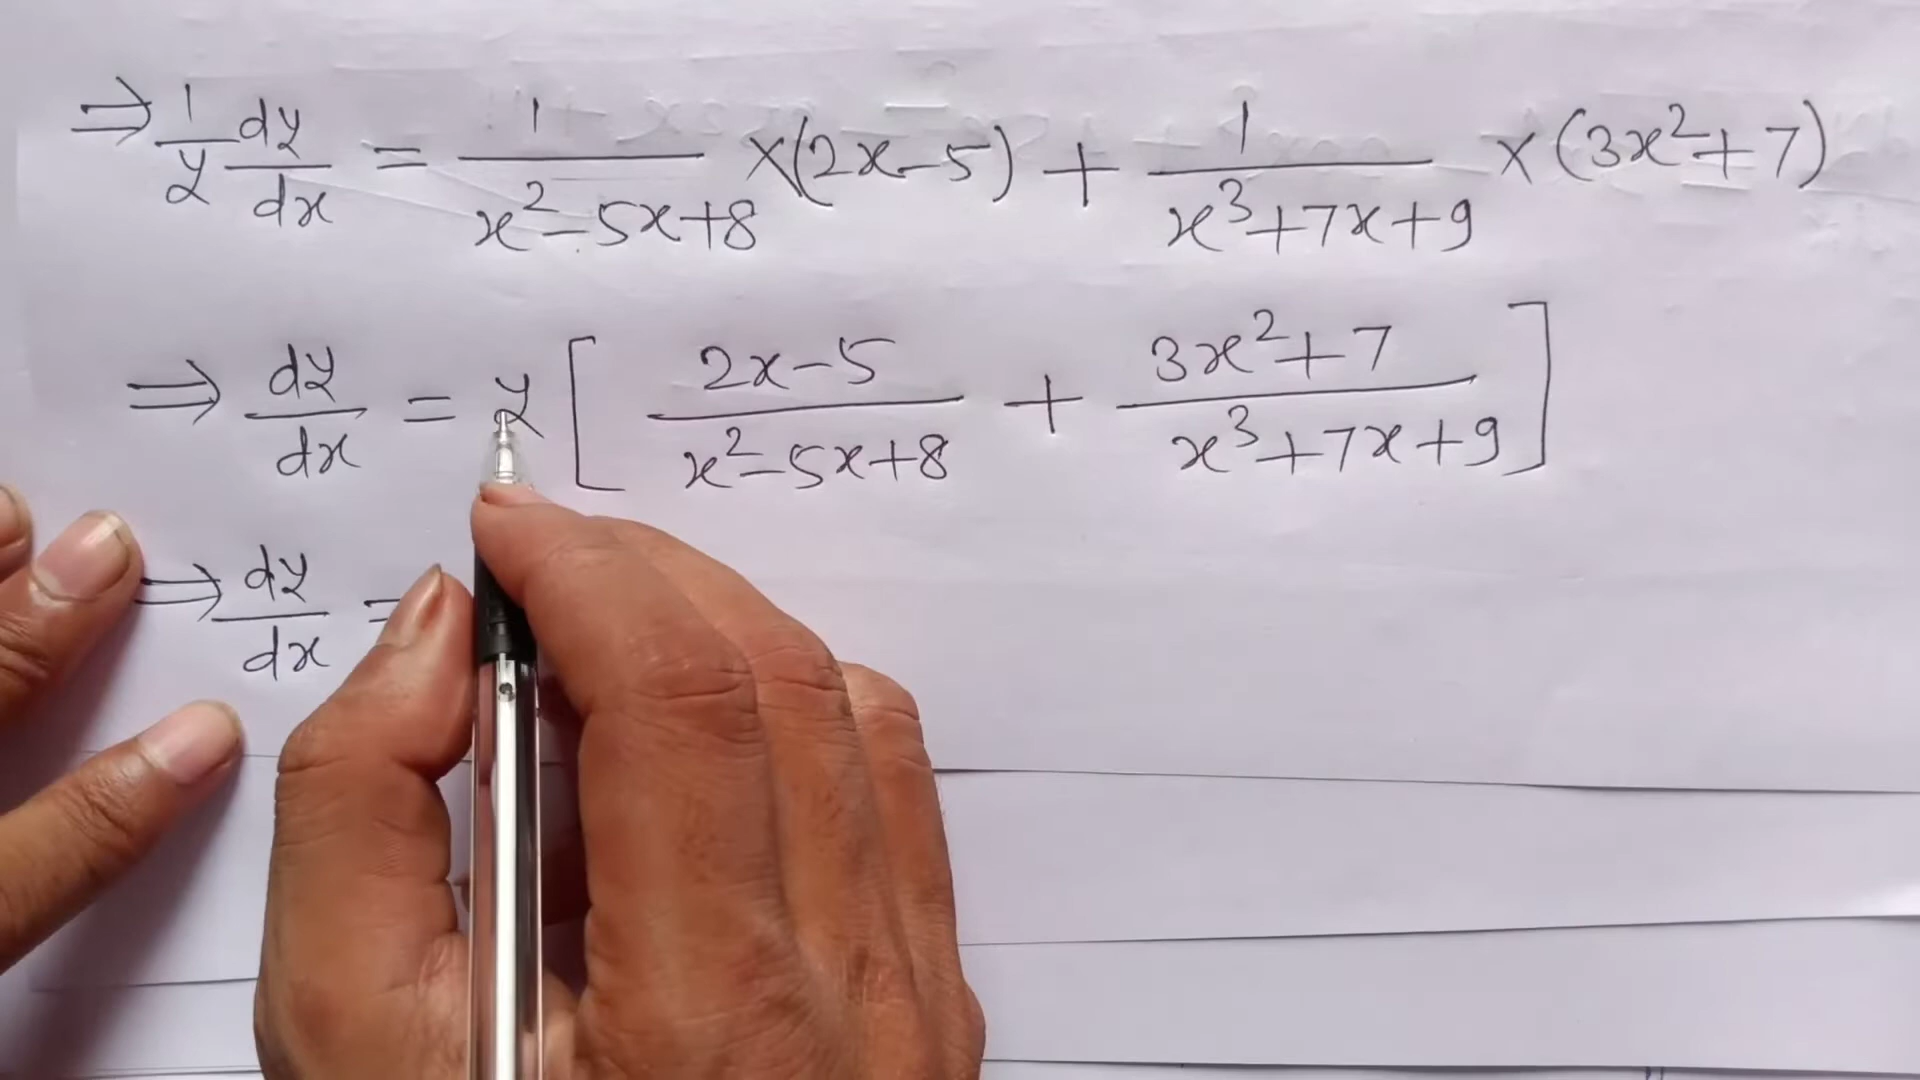 ⇒ 1/y dy/dx = 1/(x²-5x+8) ×(2x-5) + 1/(x³+7x+9) × (3x²+7)
⇒ dy/dx = y [ (2x-5)/(x²-5x+8) + (3x²+7)/(x³+7x+9) ]
⇒ dy/dx =